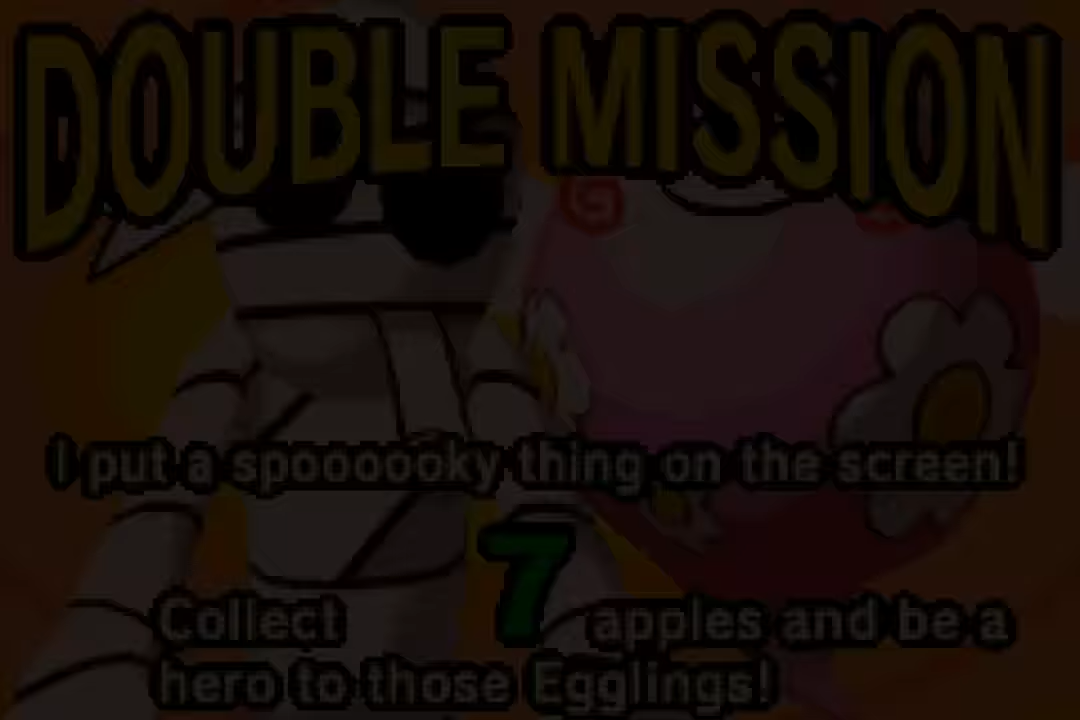 DOUBLE MISSION
I put a spoooooky thing on the screen!
7
Collect apples and be a
hero to those Egglings!